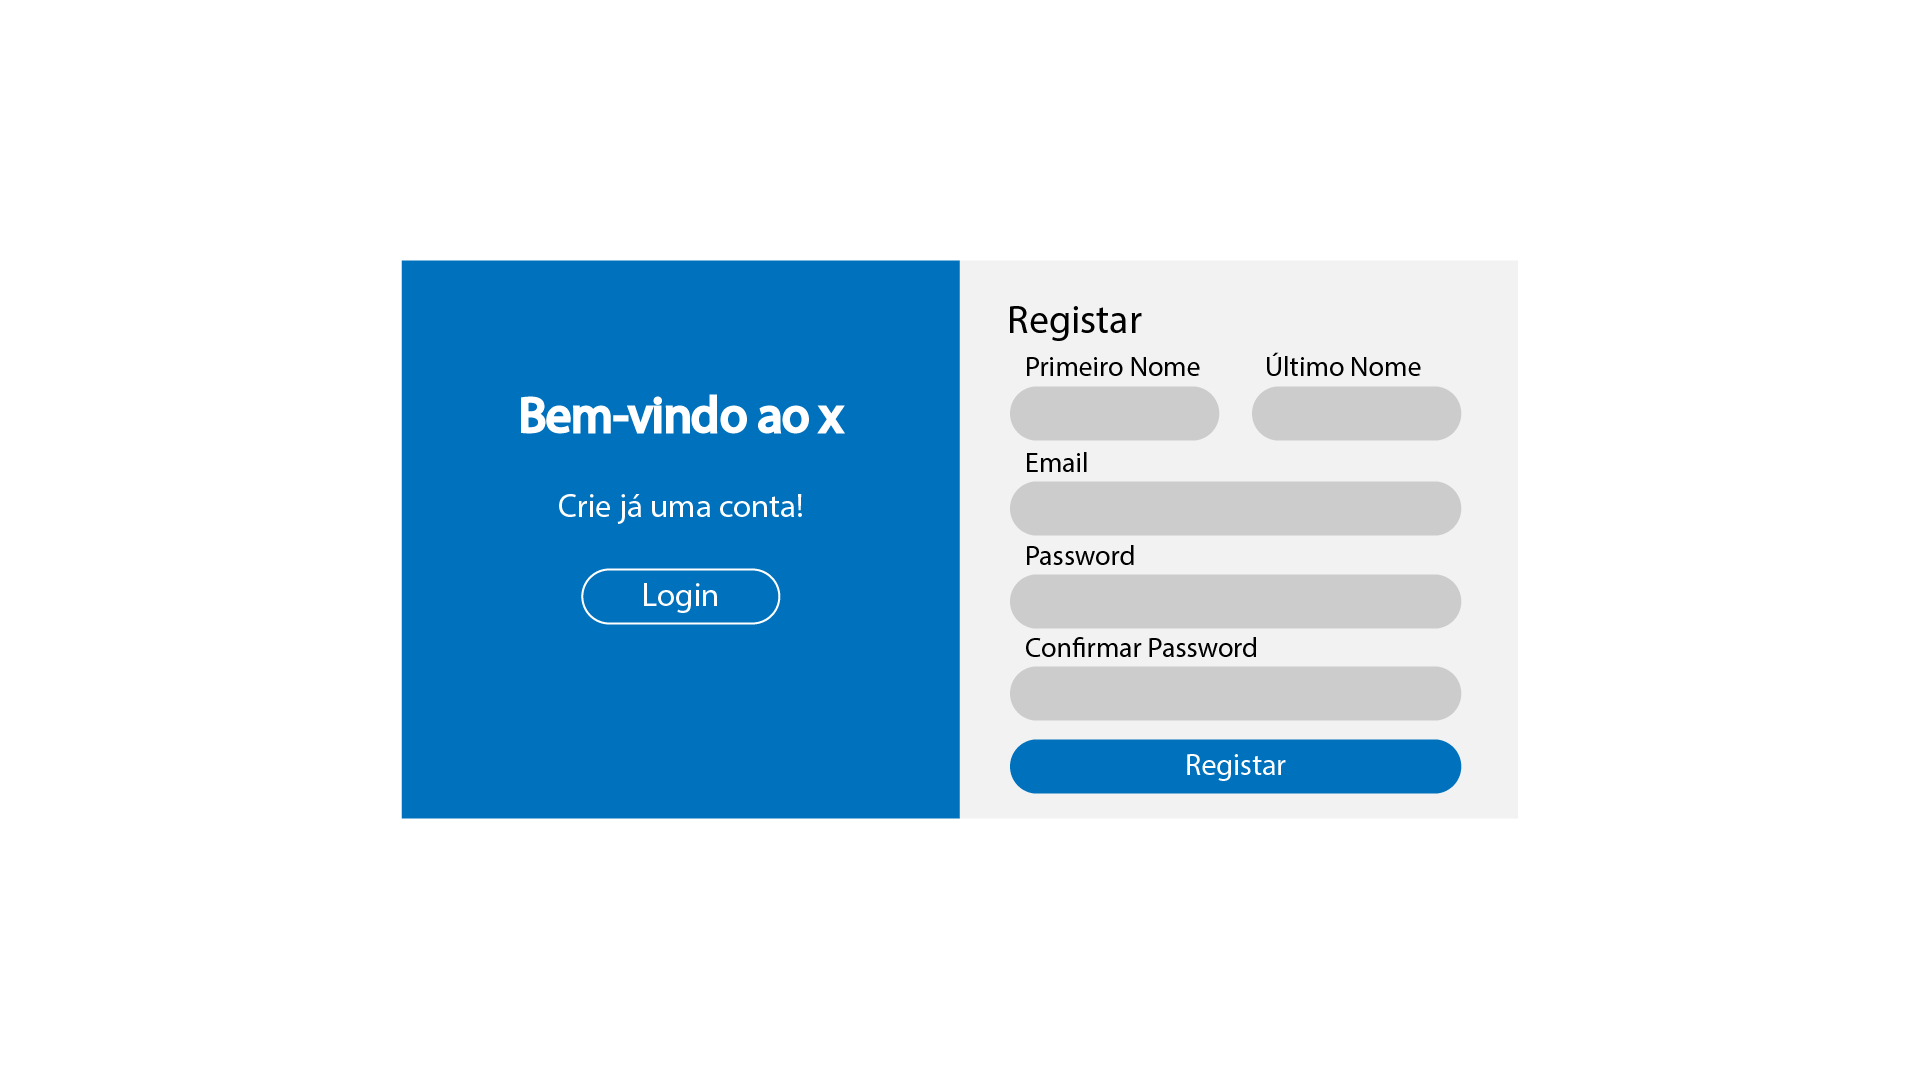 Bem-vindo ao x
Crie já uma conta!
Login
Registar
Primeiro Nome
Último Nome
Email
Password
Confirmar Password
Registar